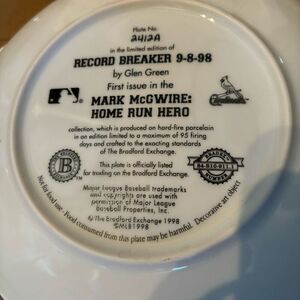 Plate No.
2412A
in the limited edition of
RECORD BREAKER 9-8-98
by Glen Green
First issue in the
MARK McGWIRE:
HOME RUN HERO
collection, which is produced on hard-fire porcelain
in an edition limited to a maximum of 95 firing
days and crafted to the exacting standards
of The Bradford Exchange.
This plate is officially listed
for trading on the Bradford Exchange.
B
BRADEX
NUMBER
Major League Baseball trademarks
and copyrights are used with
permission of Major League
Baseball Properties, Inc.
© The Bradford Exchange 1998
©MLB1998
Not for food use. Food consumed from this plate may be harmful. Decorative art object